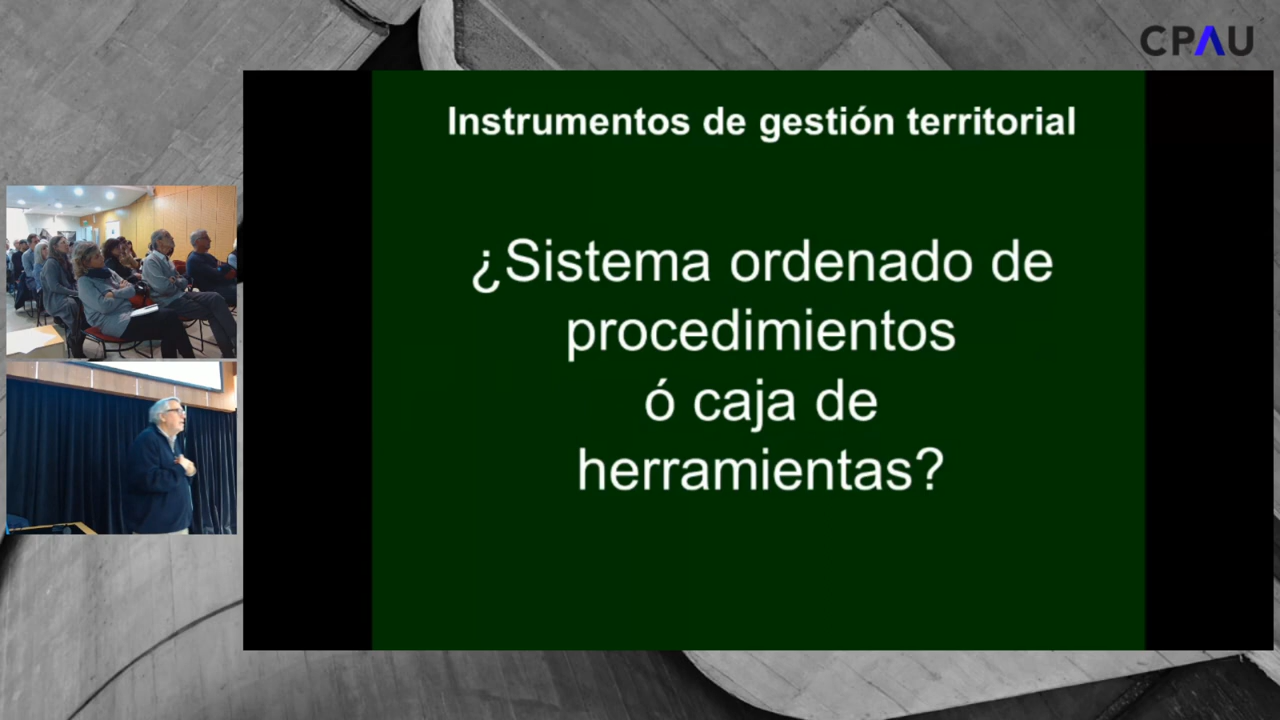 CPAU
Instrumentos de gestión territorial
¿Sistema ordenado de
procedimientos
ó caja de
herramientas?